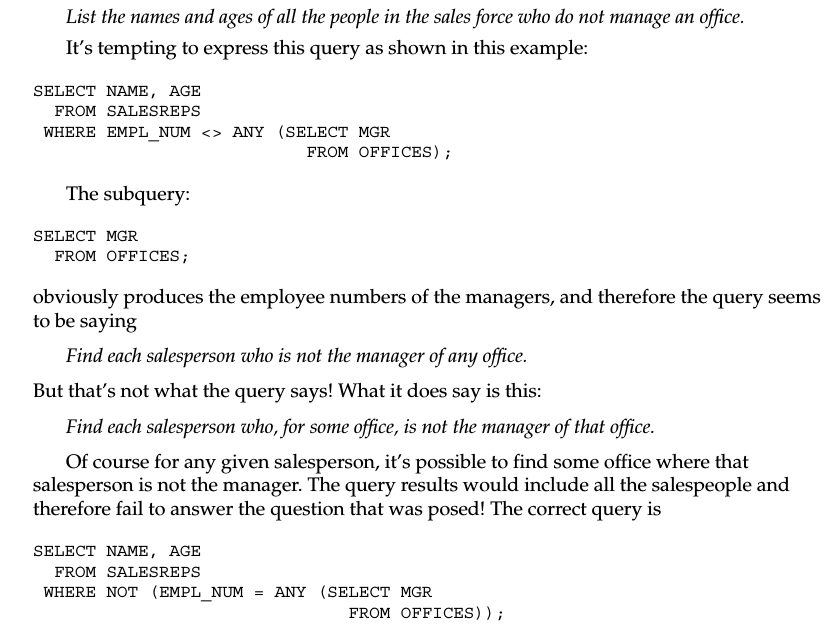 List the names and ages of all the people in the sales force who do not manage an office.
It's tempting to express this query as shown in this example:
SELECT NAME, AGE
FROM SALESREPS
WHERE EMPL_NUM <> ANY (SELECT MGR
FROM OFFICES);
The subquery:
SELECT MGR
FROM OFFICES;
obviously produces the employee numbers of the managers, and therefore the query seems
to be saying
Find each salesperson who is not the manager of any office.
But that's not what the query says! What it does say is this:
Find each salesperson who, for some office, is not the manager of that office.
Of course for any given salesperson, it's possible to find some office where that
salesperson is not the manager. The query results would include all the salespeople and
therefore fail to answer the question that was posed! The correct query is
SELECT NAME, AGE
FROM SALESREPS
WHERE NOT (EMPL_NUM = ANY (SELECT MGR
FROM OFFICES));